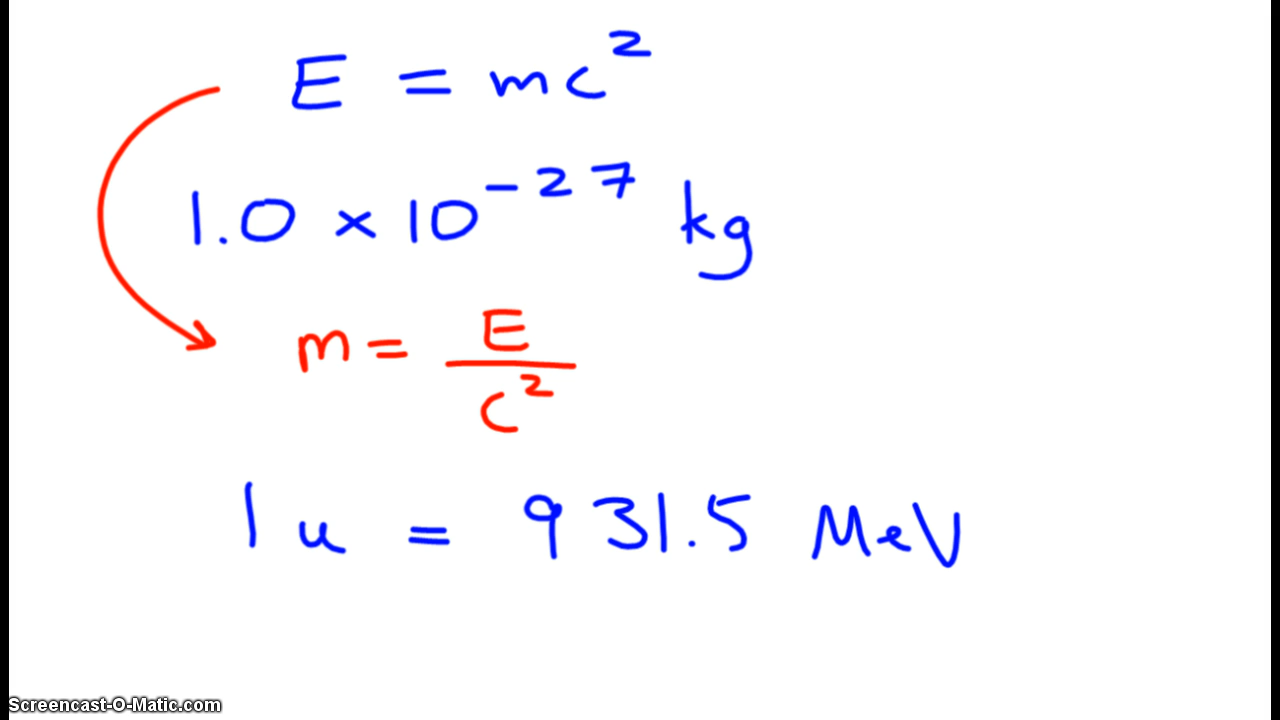 E = mc²
1.0 × 10⁻²⁷ kg
m = E/c²
1 u = 931.5 MeV
Screencast-O-Matic.com